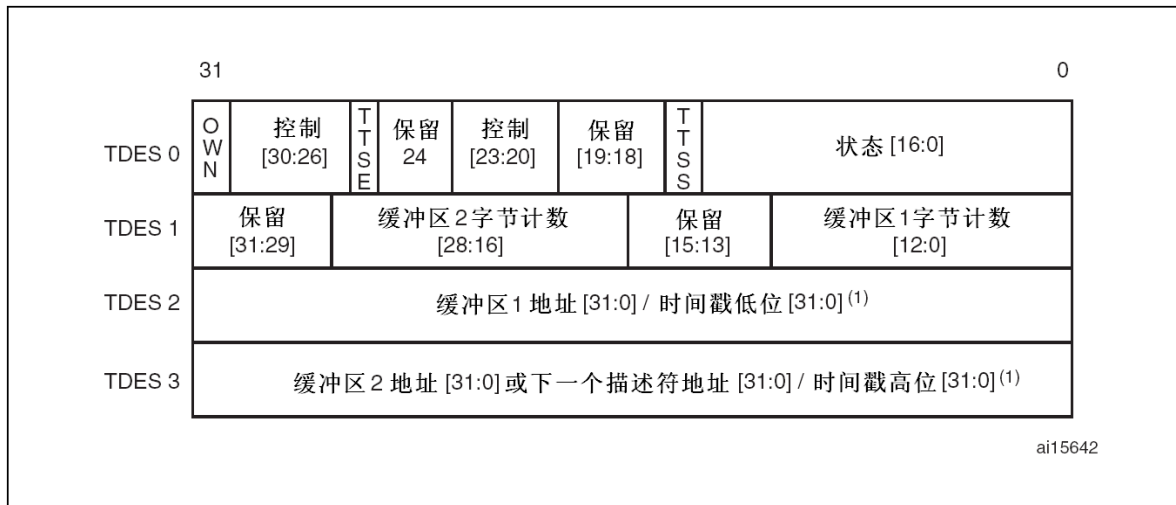 31 0
TDES 0
OWN
控制
[30:26]
TTSE
保留
24
控制
[23:20]
保留
[19:18]
TTSS
状态[16:0]
TDES 1
保留
[31:29]
缓冲区2字节计数
[28:16]
保留
[15:13]
缓冲区1字节计数
[12:0]
TDES 2
缓冲区1 地址[31:0] / 时间戳低位[31:0](1)
TDES 3
缓冲区2 地址[31:0]或下一个描述符地址[31:0] / 时间戳高位[31:0](1)
ai15642